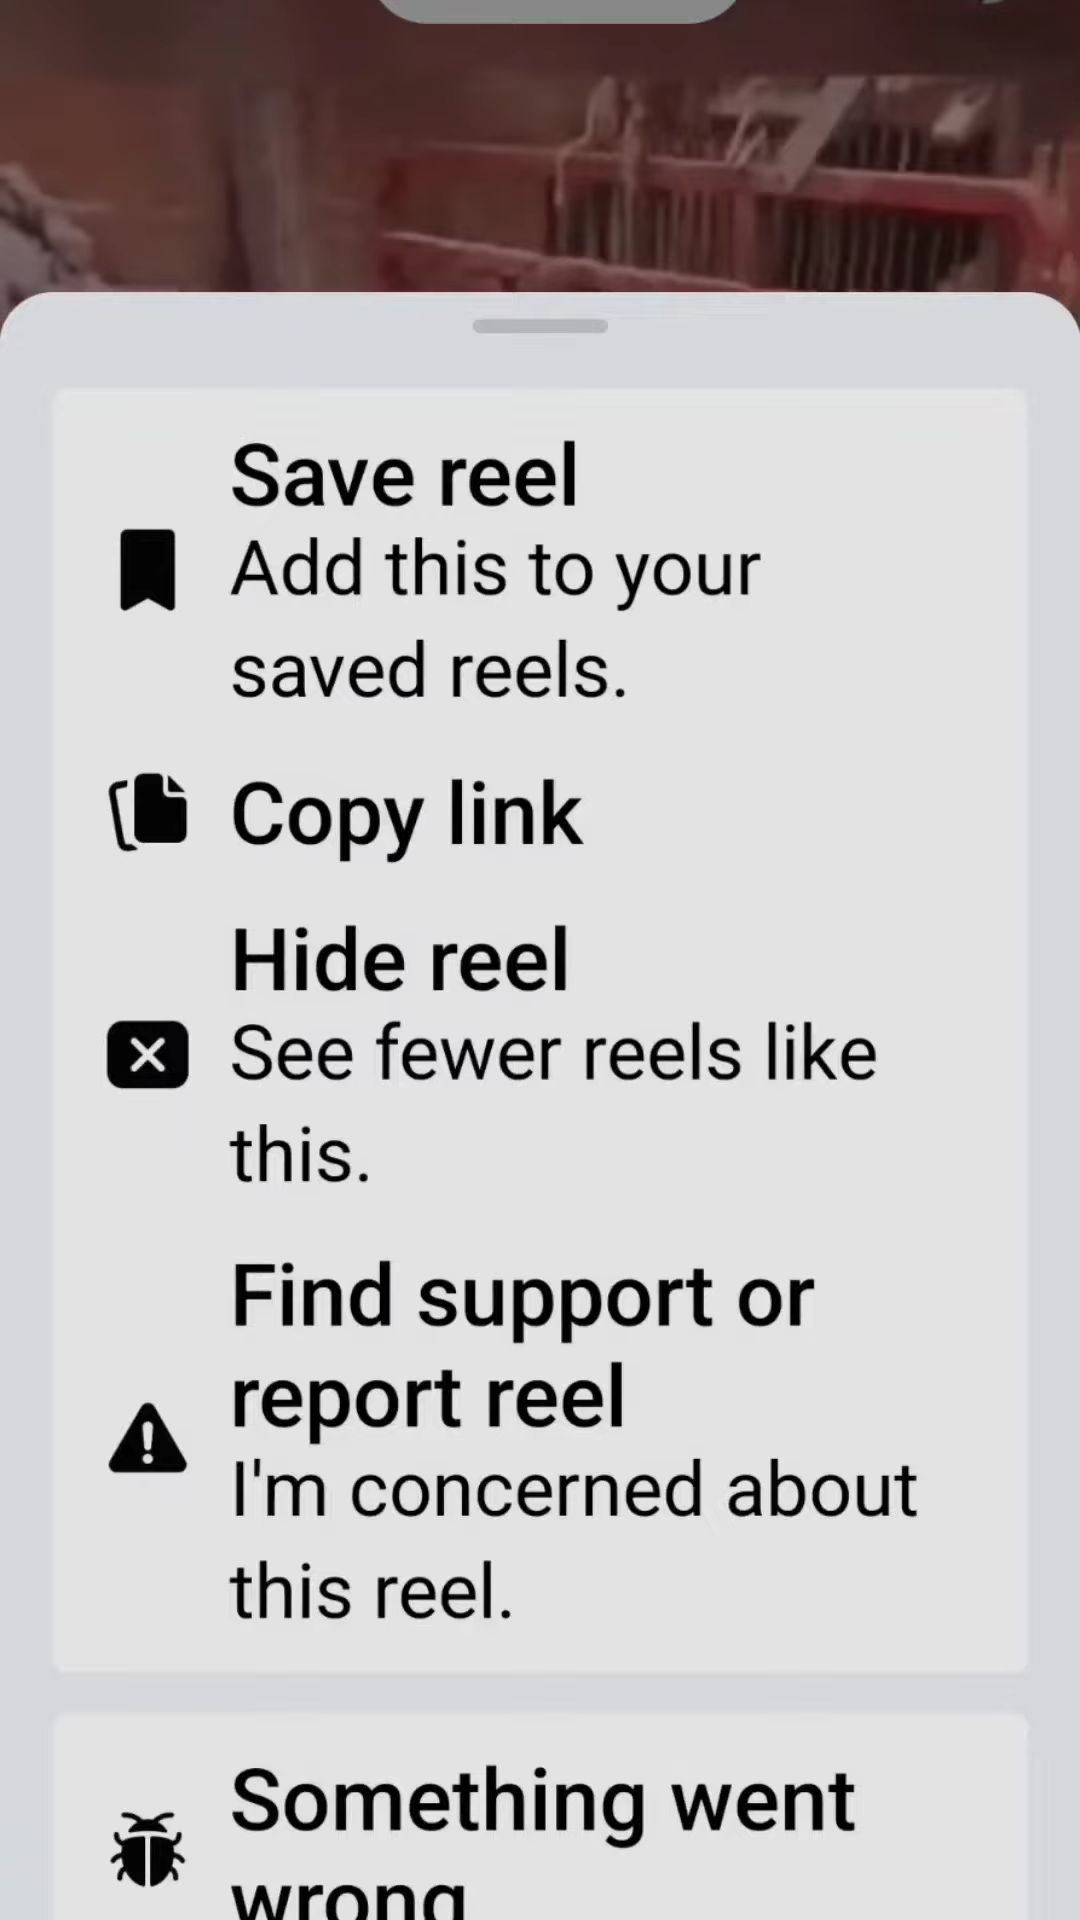 Save reel
Add this to your
saved reels.
Copy link
Hide reel
See fewer reels like
this.
Find support or
report reel
I'm concerned about
this reel.
Something went
wrong